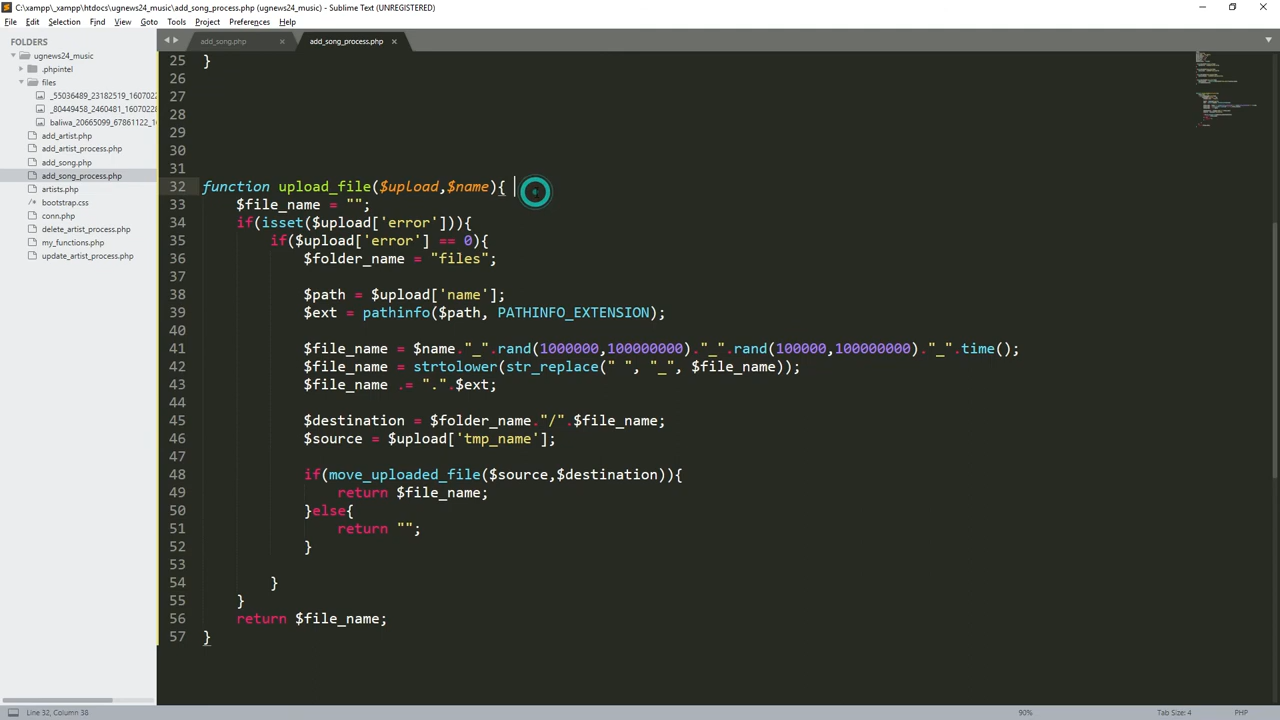 C:\xampp\_xampp\htdocs\ugnews24_music\add_song_process.php (ugnews24_music) - Sublime Text (UNREGISTERED)
File Edit Selection Find View Goto Tools Project Preferences Help
FOLDERS
ugnews24_music
.phpintel
files
_55036489_23182519_16070228
_80449458_2460481_16070228
baliwa_20665099_67861122_160
add_artist.php
add_artist_process.php
add_song.php
add_song_process.php
artists.php
bootstrap.css
conn.php
delete_artist_process.php
my_functions.php
update_artist_process.php
add_song.php
add_song_process.php
25 }
26
27
28
29
30
31
32 function upload_file($upload,$name){
33 $file_name = "";
34 if(isset($upload['error'])){
35 if($upload['error'] == 0){
36 $folder_name = "files";
37
38 $path = $upload['name'];
39 $ext = pathinfo($path, PATHINFO_EXTENSION);
40
41 $file_name = $name."_".rand(1000000,100000000)."_".rand(100000,100000000)."_".time();
42 $file_name = strtolower(str_replace(" ", "_", $file_name));
43 $file_name .= ".".$ext;
44
45 $destination = $folder_name."/".$file_name;
46 $source = $upload['tmp_name'];
47
48 if(move_uploaded_file($source,$destination)){
49 return $file_name;
50 }else{
51 return "";
52 }
53
54 }
55 }
56 return $file_name;
57 }
Line 32, Column 38
90%
Tab Size: 4
PHP